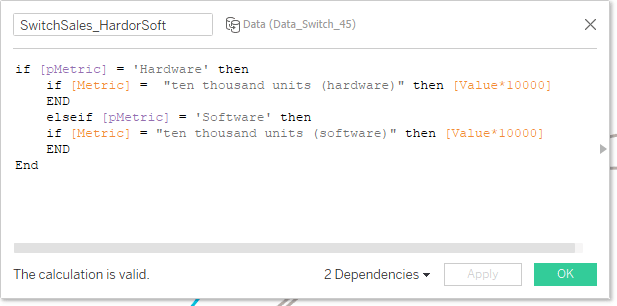 SwitchSales_HardorSoft Data (Data_Switch_45)
if [pMetric] = 'Hardware' then
if [Metric] =  "ten thousand units (hardware)" then [Value*10000]
END
elseif [pMetric] = 'Software' then
if [Metric] = "ten thousand units (software)" then [Value*10000]
END
End
The calculation is valid. 2 Dependencies Apply OK